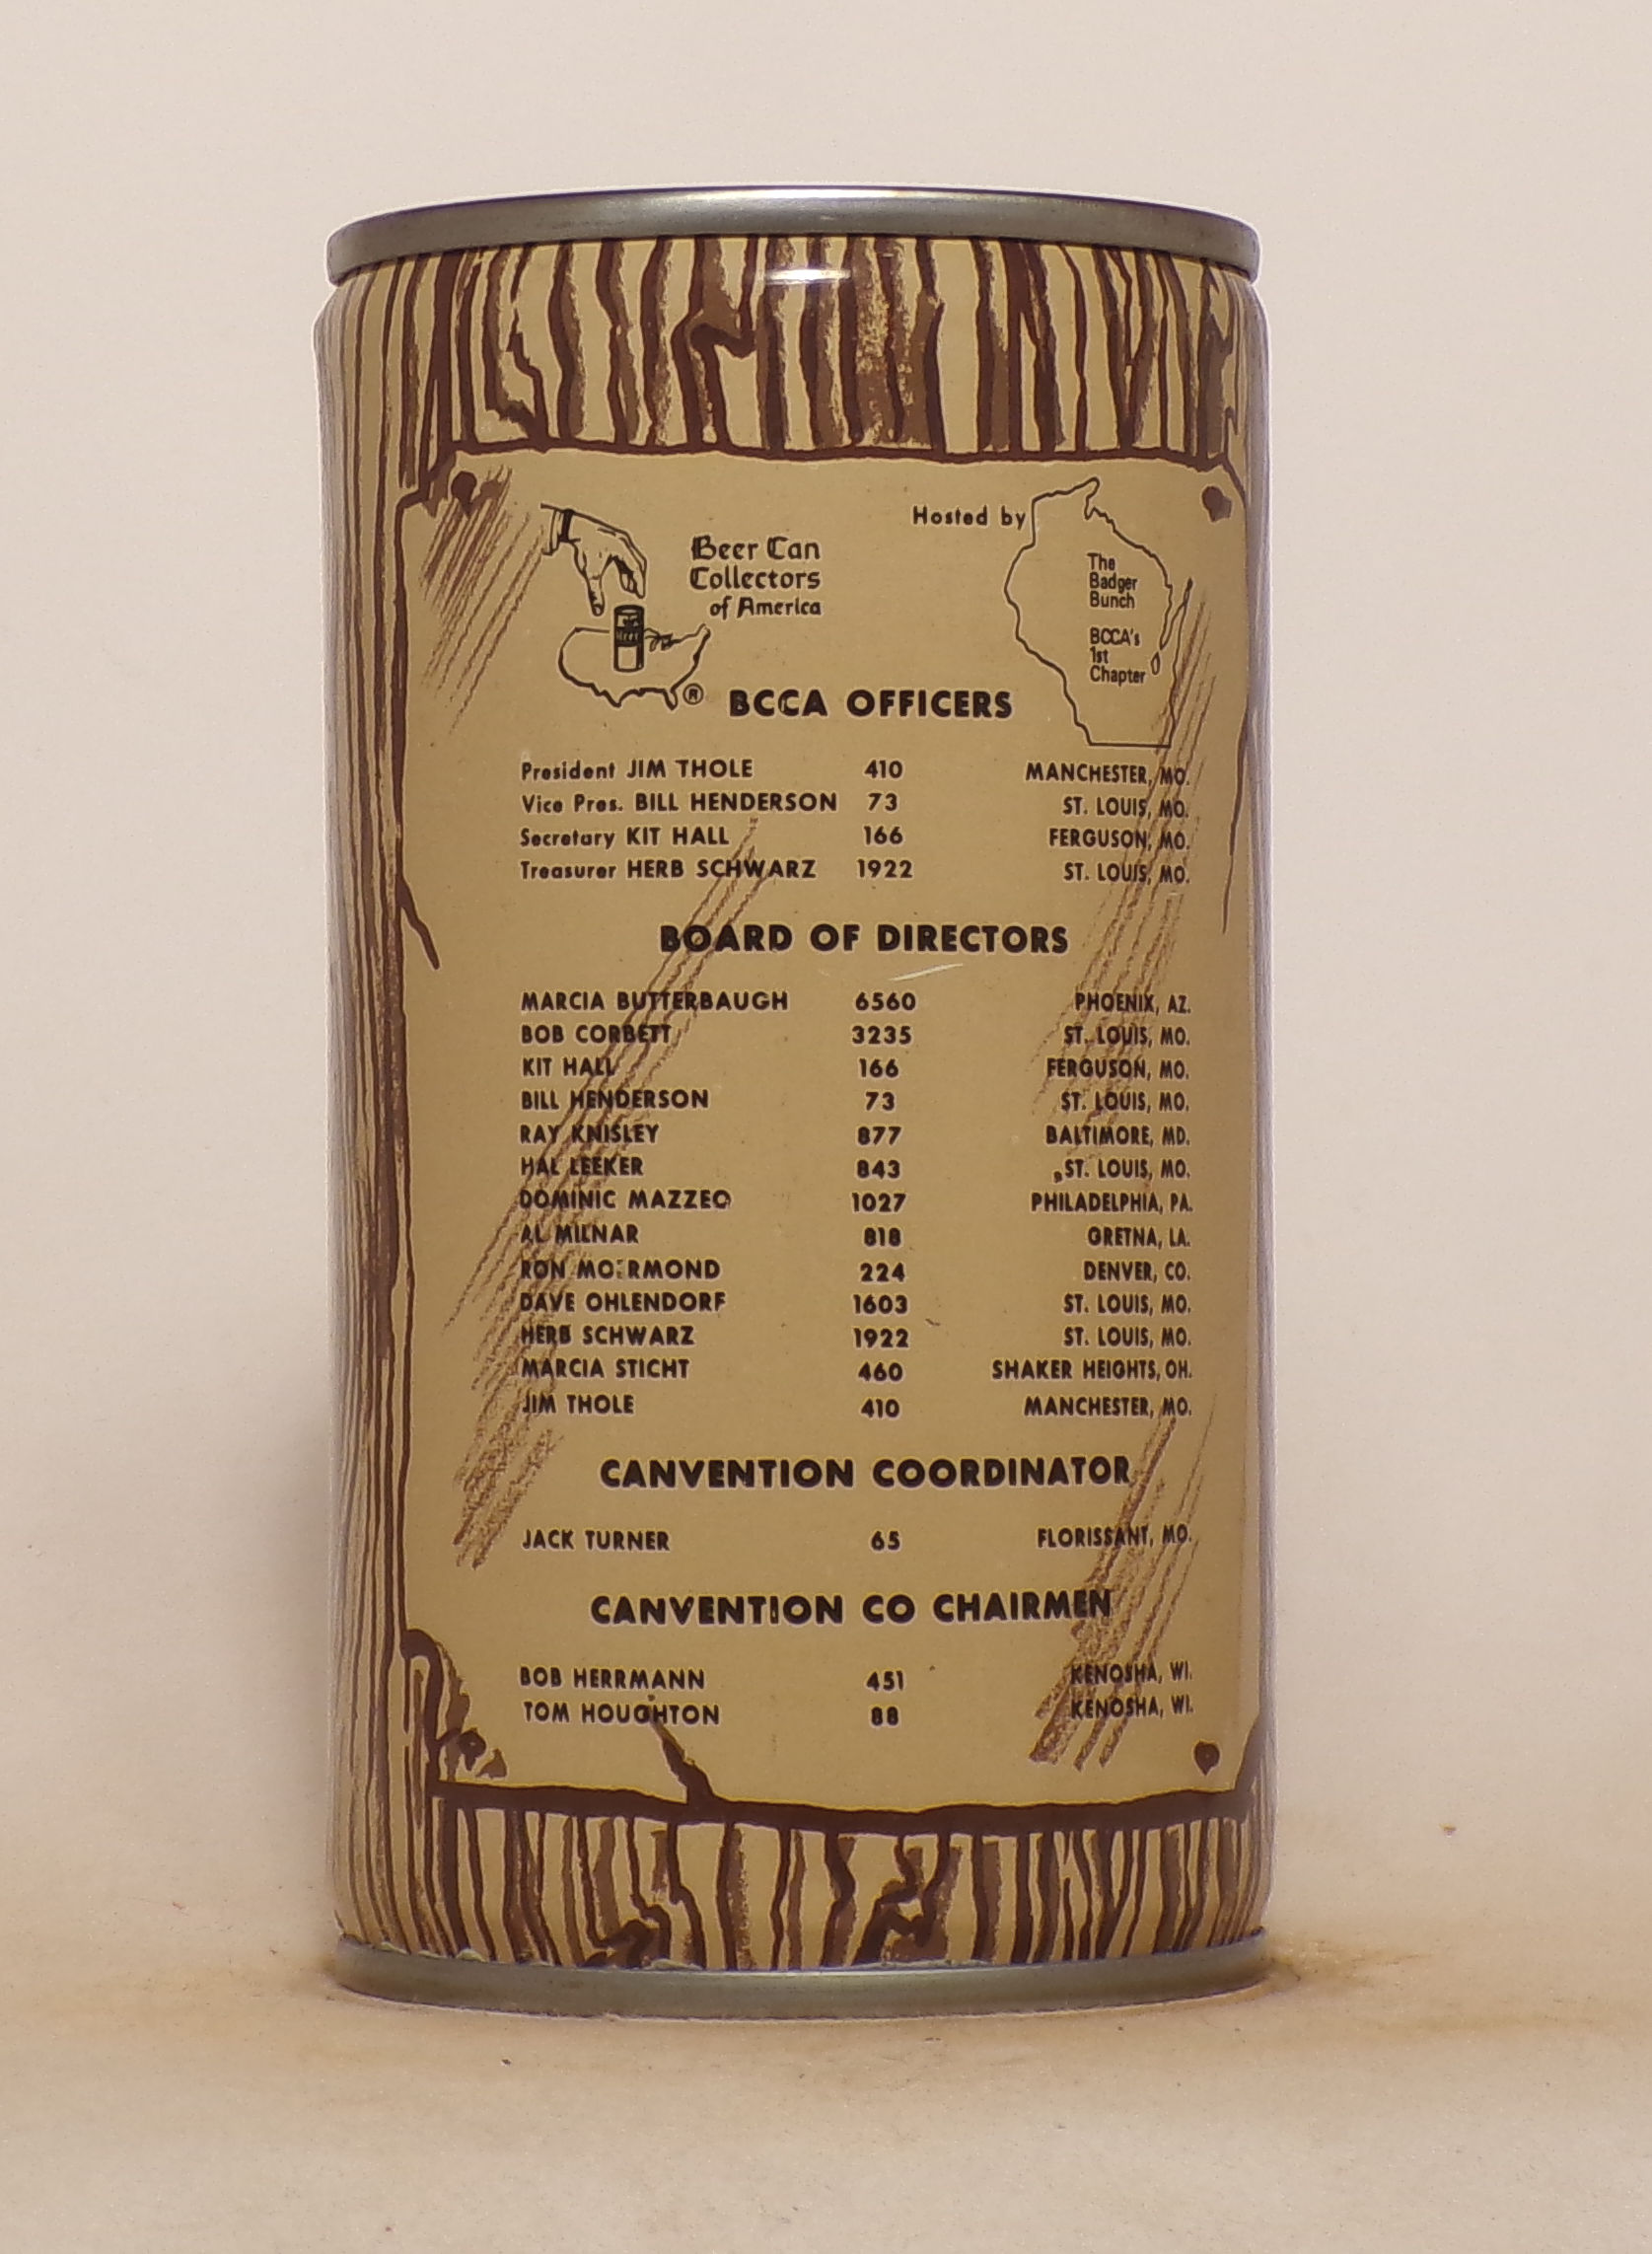 Hosted by
Beer Can
Collectors
of America
The
Badger
Bunch
BCCA's
1st
Chapter
®
BCCA OFFICERS
President JIM THOLE 410 MANCHESTER, MO.
Vice Pres. BILL HENDERSON 73 ST. LOUIS, MO.
Secretary KIT HALL 166 FERGUSON, MO.
Treasurer HERB SCHWARZ 1922 ST. LOUIS, MO.
BOARD OF DIRECTORS
MARCIA BUTTERBAUGH 6560 PHOENIX, AZ.
BOB CORBETT 3235 ST. LOUIS, MO.
KIT HALL 166 FERGUSON, MO.
BILL HENDERSON 73 ST. LOUIS, MO.
RAY KNISLEY 877 BALTIMORE, MD.
HAL LEEKER 843 ST. LOUIS, MO.
DOMINIC MAZZEO 1027 PHILADELPHIA, PA.
AL MILNAR 818 GRETNA, LA.
RON MOERMOND 224 DENVER, CO.
DAVE OHLENDORF 1603 ST. LOUIS, MO.
HERB SCHWARZ 1922 ST. LOUIS, MO.
MARCIA STICHT 460 SHAKER HEIGHTS, OH.
JIM THOLE 410 MANCHESTER, MO.
CANVENTION COORDINATOR
JACK TURNER 65 FLORISSANT, MO.
CANVENTION CO CHAIRMEN
BOB HERRMANN 451 KENOSHA, WI.
TOM HOUGHTON 88 KENOSHA, WI.